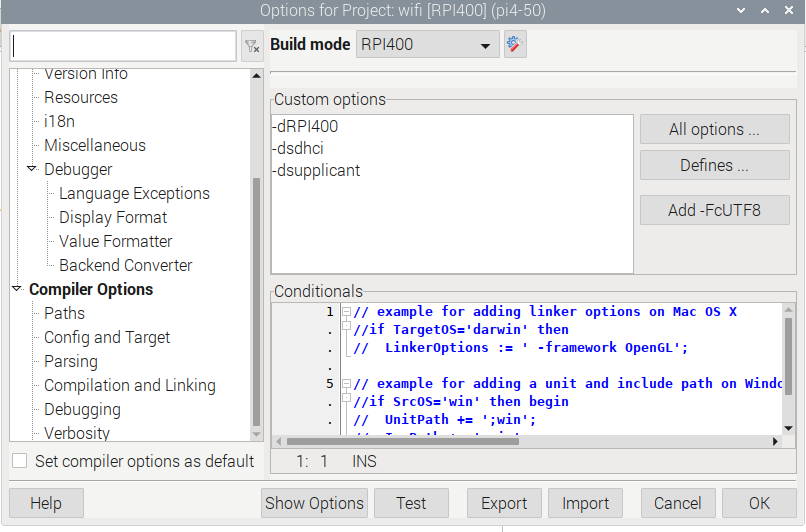 Options for Project: wifi [RPI400] (pi4-50)
Build mode RPI400
Version Info
Resources
i18n
Miscellaneous
Debugger
Language Exceptions
Display Format
Value Formatter
Backend Converter
Compiler Options
Paths
Config and Target
Parsing
Compilation and Linking
Debugging
Verbosity
Set compiler options as default
Custom options
-dRPI400
-dsdhci
-dsupplicant
All options ...
Defines ...
Add -FcUTF8
Conditionals
1 // example for adding linker options on Mac OS X
. //if TargetOS='darwin' then
. //  LinkerOptions := ' -framework OpenGL';
.
5 // example for adding a unit and include path on Windo
. //if SrcOS='win' then begin
. //  UnitPath += ';win';
1: 1 INS
Help Show Options Test Export Import Cancel OK